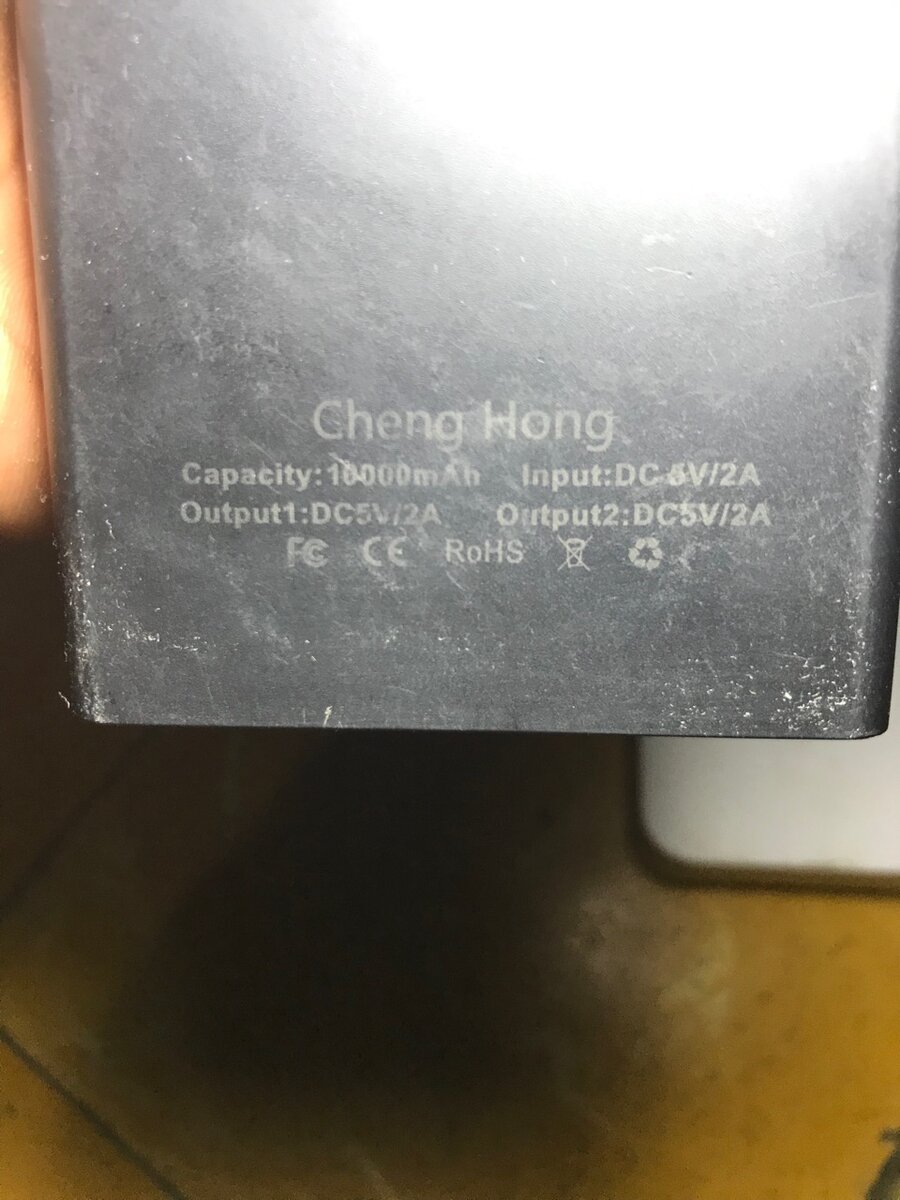 Cheng Hong
Capacity:10000mAh Input:DC 5V/2A
Output1:DC5V/2A Output2:DC5V/2A
FC CE RoHS